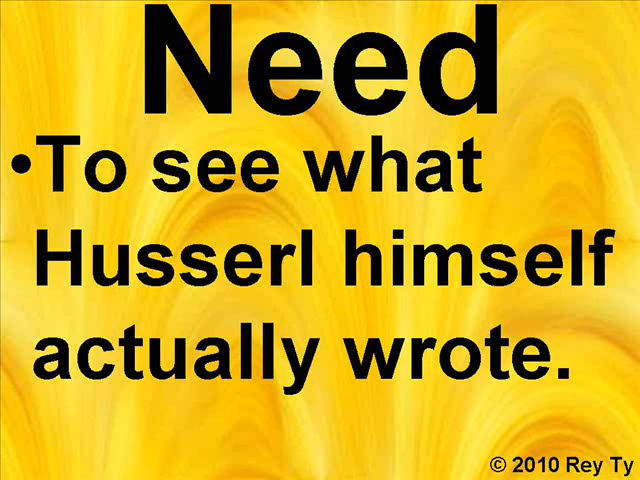 Need
•To see what
Husserl himself
actually wrote.
© 2010 Rey Ty